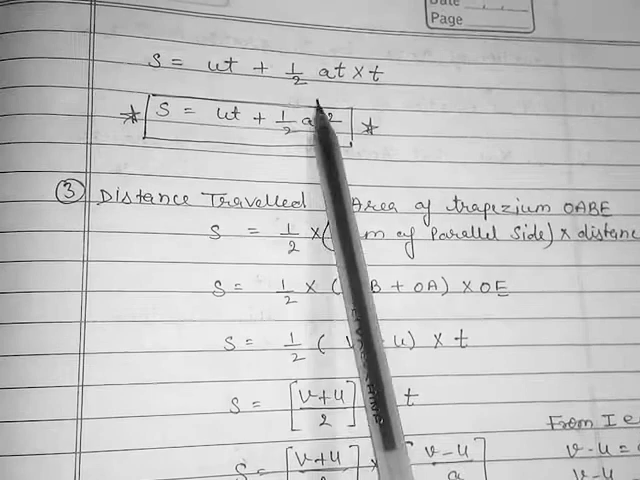 Date
Page
S = ut + 1/2 at × t
* S = ut + 1/2 a 2 *
③ Distance Travelled Area of trapezium OABE
S = 1/2 × ( m of Parallel Side) × distance
S = 1/2 × ( B + OA) × OE
S = 1/2 ( u) × t
S = [v+u/2] t
From I
S = [v+u/2] × [v-u/a] v-u =
v-u